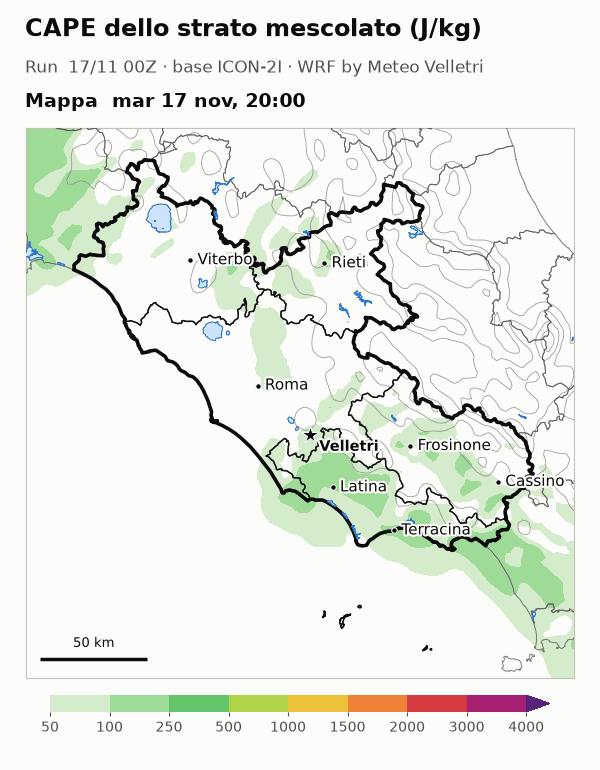 CAPE dello strato mescolato (J/kg)
Run  17/11 00Z · base ICON-2I · WRF by Meteo Velletri
Mappa  mar 17 nov, 20:00
Viterbo
Rieti
Roma
Velletri
Frosinone
Cassino
Latina
Terracina
50 km
50 100 250 500 1000 1500 2000 3000 4000